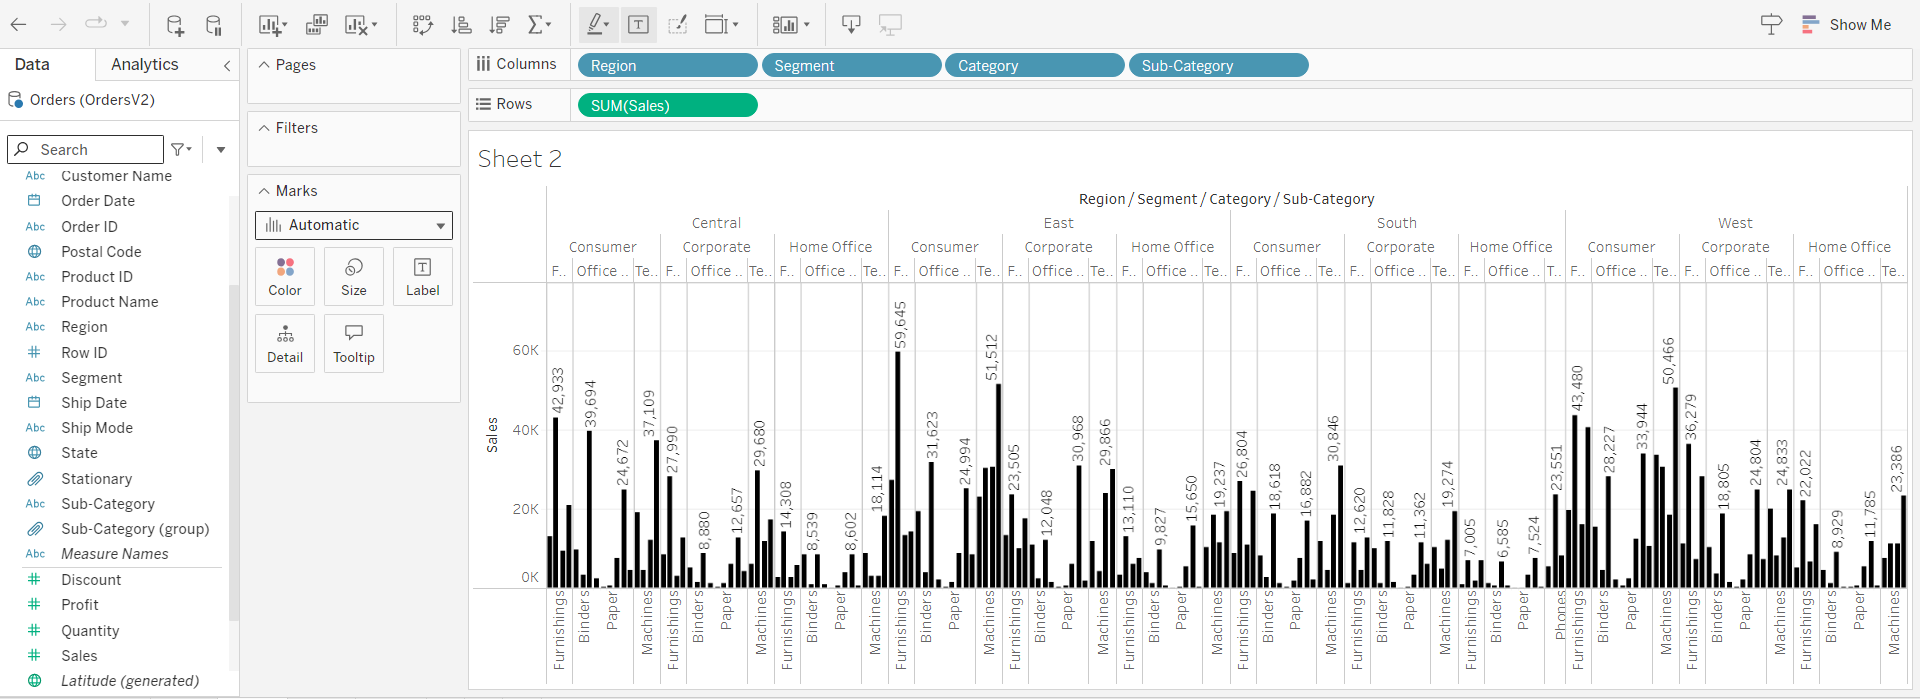 Show Me
Data
Analytics
Pages
Columns
Region
Segment
Category
Sub-Category
Orders (OrdersV2)
Rows
SUM(Sales)
Filters
Search
Marks
Automatic
Color
Size
Label
Detail
Tooltip
Abc Customer Name
Order Date
Abc Order ID
Postal Code
Abc Product ID
Abc Product Name
Abc Region
Row ID
Abc Segment
Ship Date
Abc Ship Mode
State
Stationary
Abc Sub-Category
Sub-Category (group)
Abc Measure Names
Discount
Profit
Quantity
Sales
Latitude (generated)
Sheet 2
Region / Segment / Category / Sub-Category
Central East South West
Consumer Corporate Home Office Consumer Corporate Home Office Consumer Corporate Home Office Consumer Corporate Home Office
F.. Office .. Te.. F.. Office .. Te.. F.. Office .. Te.. F.. Office .. Te.. F.. Office .. Te.. F.. Office .. Te.. F.. Office .. Te.. F.. Office .. Te.. F.. Office .. T.. F.. Office .. Te.. F.. Office .. Te.. F.. Office .. Te..
Sales
60K
40K
20K
0K
42,933 39,694 24,672 37,109 27,990 8,880 12,657 29,680 14,308 8,539 8,602 18,114 59,645 31,623 24,994 51,512 23,505 12,048 30,968 29,866 13,110 9,827 15,650 19,237 26,804 18,618 16,882 30,846 12,620 11,828 11,362 19,274 7,005 6,585 7,524 23,551 43,480 28,227 33,944 50,466 36,279 18,805 24,804 24,833 22,022 8,929 11,785 23,386
Furnishings Binders Paper Machines Furnishings Binders Paper Machines Furnishings Binders Paper Machines Furnishings Binders Paper Machines Furnishings Binders Paper Machines Furnishings Binders Paper Machines Furnishings Binders Paper Machines Furnishings Binders Paper Machines Furnishings Binders Paper Phones Furnishings Binders Paper Machines Furnishings Binders Paper Machines Furnishings Binders Paper Machines